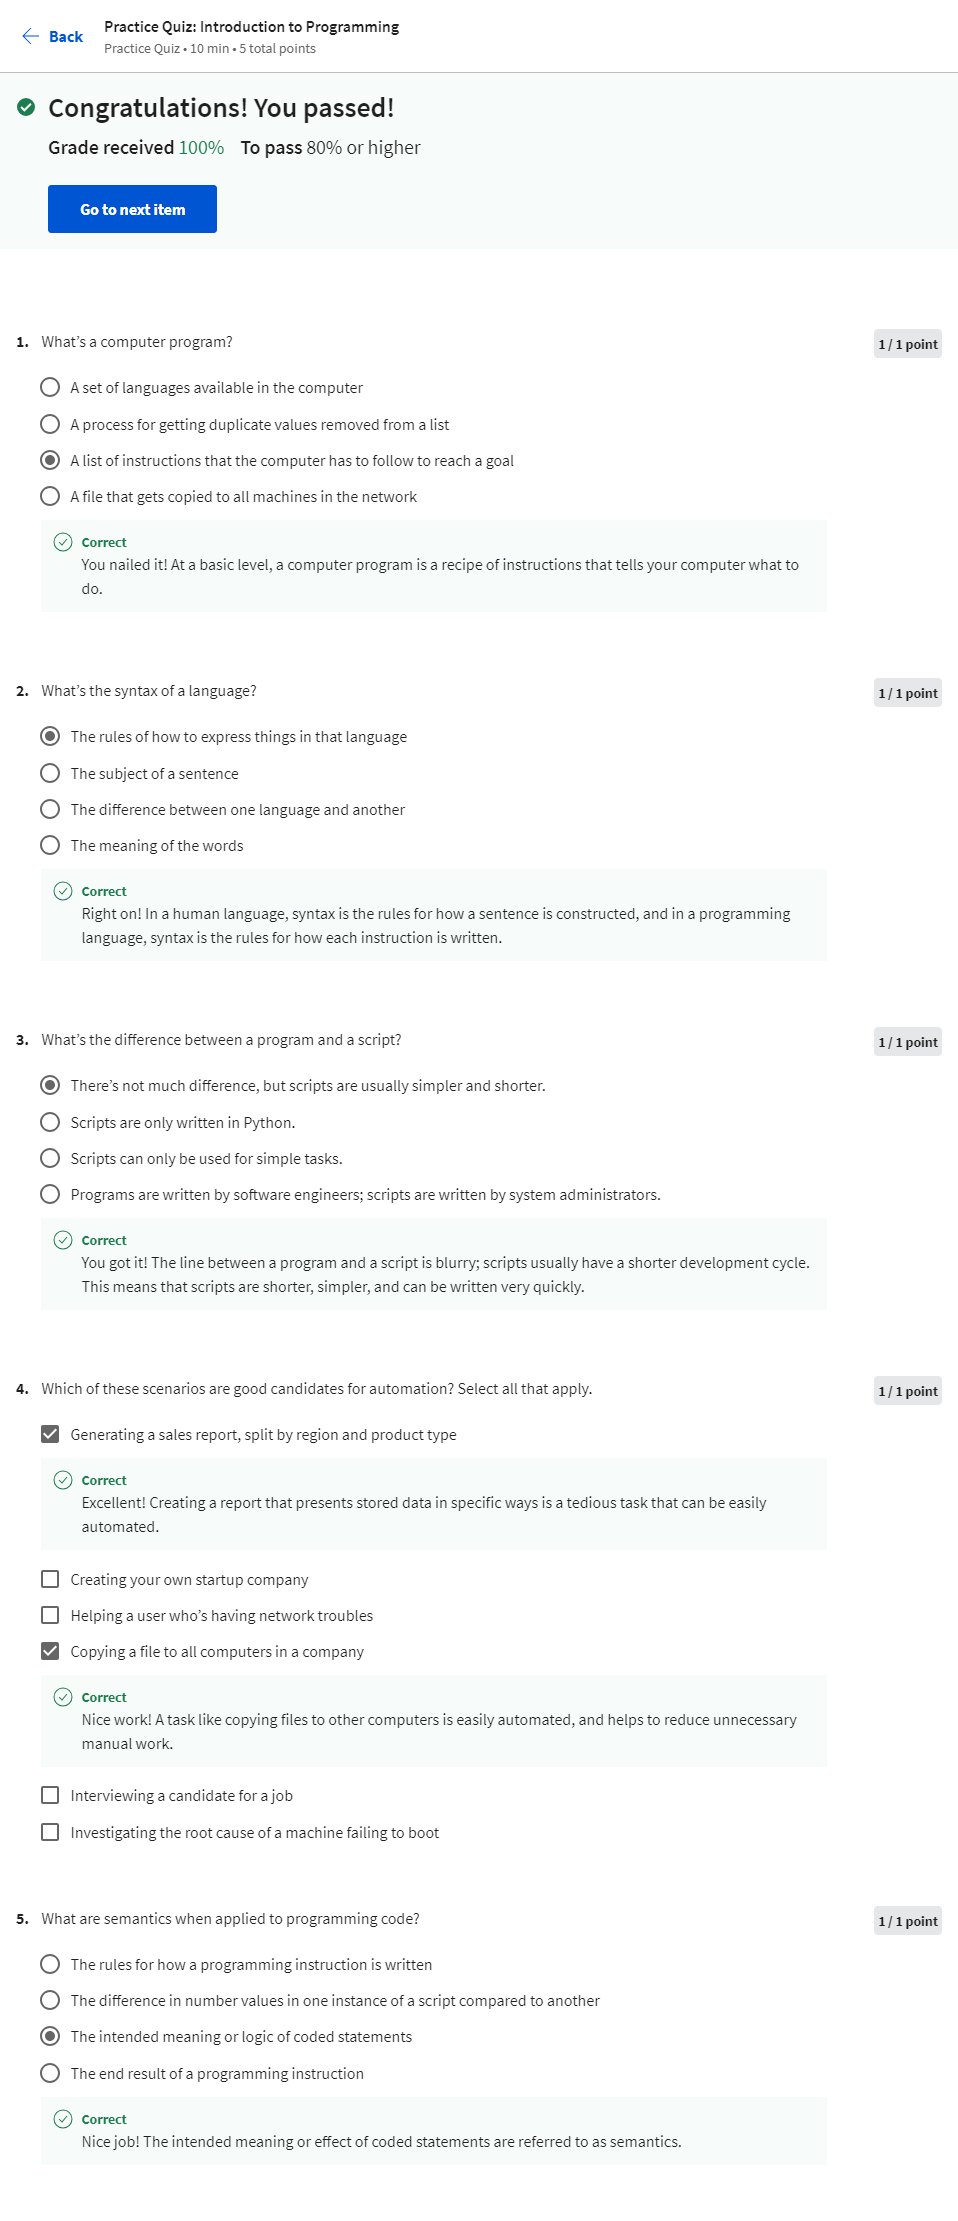 Back
Practice Quiz: Introduction to Programming
Practice Quiz • 10 min • 5 total points
Congratulations! You passed!
Grade received 100% To pass 80% or higher
Go to next item
1. What’s a computer program?
1 / 1 point
A set of languages available in the computer
A process for getting duplicate values removed from a list
A list of instructions that the computer has to follow to reach a goal
A file that gets copied to all machines in the network
Correct
You nailed it! At a basic level, a computer program is a recipe of instructions that tells your computer what to
do.
2. What’s the syntax of a language?
1 / 1 point
The rules of how to express things in that language
The subject of a sentence
The difference between one language and another
The meaning of the words
Correct
Right on! In a human language, syntax is the rules for how a sentence is constructed, and in a programming
language, syntax is the rules for how each instruction is written.
3. What’s the difference between a program and a script?
1 / 1 point
There’s not much difference, but scripts are usually simpler and shorter.
Scripts are only written in Python.
Scripts can only be used for simple tasks.
Programs are written by software engineers; scripts are written by system administrators.
Correct
You got it! The line between a program and a script is blurry; scripts usually have a shorter development cycle.
This means that scripts are shorter, simpler, and can be written very quickly.
4. Which of these scenarios are good candidates for automation? Select all that apply.
1 / 1 point
Generating a sales report, split by region and product type
Correct
Excellent! Creating a report that presents stored data in specific ways is a tedious task that can be easily
automated.
Creating your own startup company
Helping a user who’s having network troubles
Copying a file to all computers in a company
Correct
Nice work! A task like copying files to other computers is easily automated, and helps to reduce unnecessary
manual work.
Interviewing a candidate for a job
Investigating the root cause of a machine failing to boot
5. What are semantics when applied to programming code?
1 / 1 point
The rules for how a programming instruction is written
The difference in number values in one instance of a script compared to another
The intended meaning or logic of coded statements
The end result of a programming instruction
Correct
Nice job! The intended meaning or effect of coded statements are referred to as semantics.